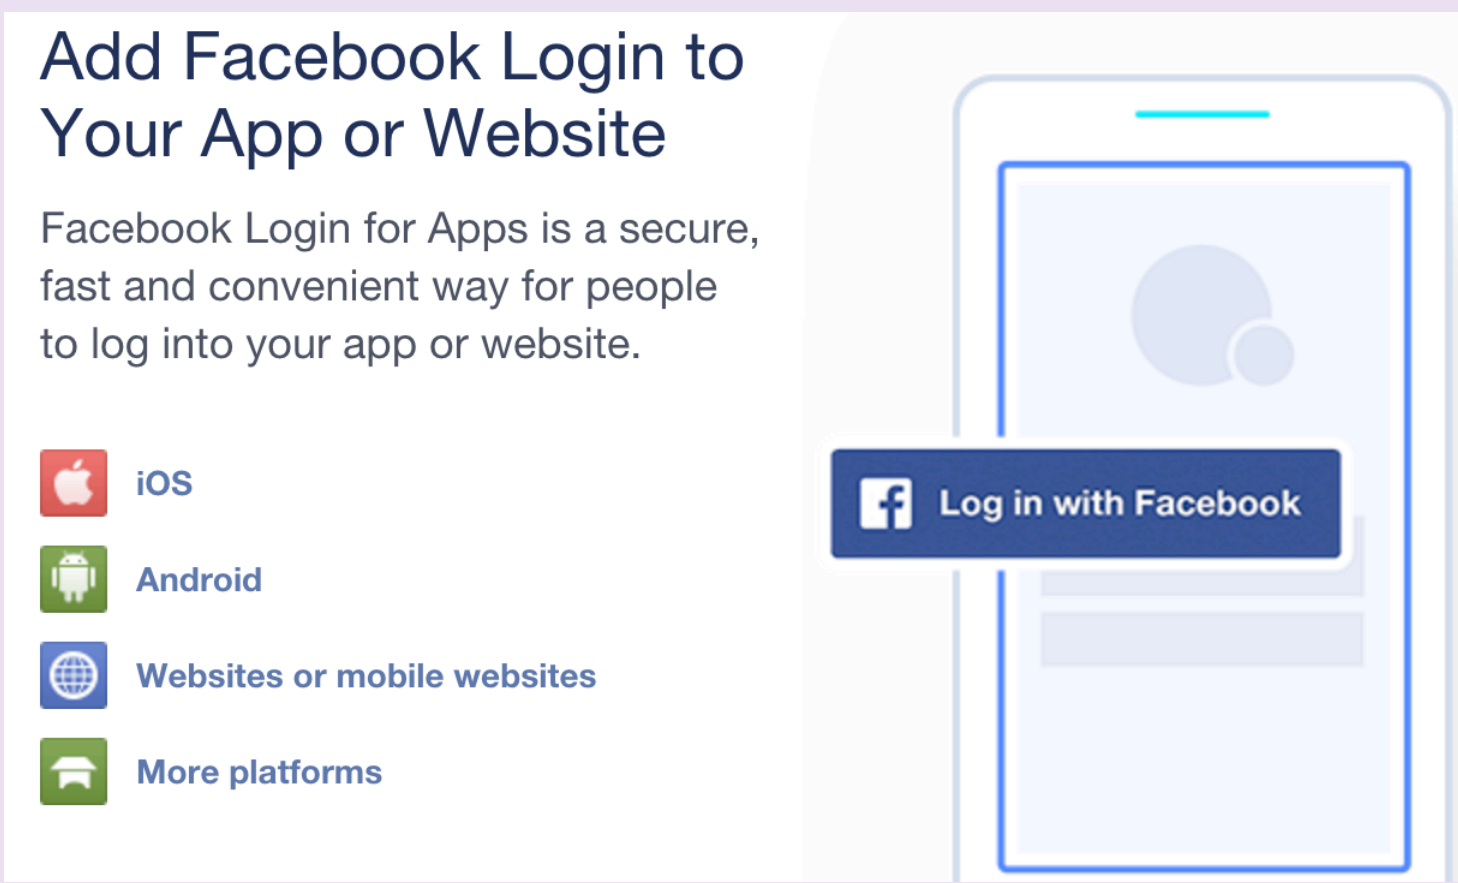 Add Facebook Login to
Your App or Website
Facebook Login for Apps is a secure,
fast and convenient way for people
to log into your app or website.
iOS
Android
Websites or mobile websites
More platforms
f Log in with Facebook